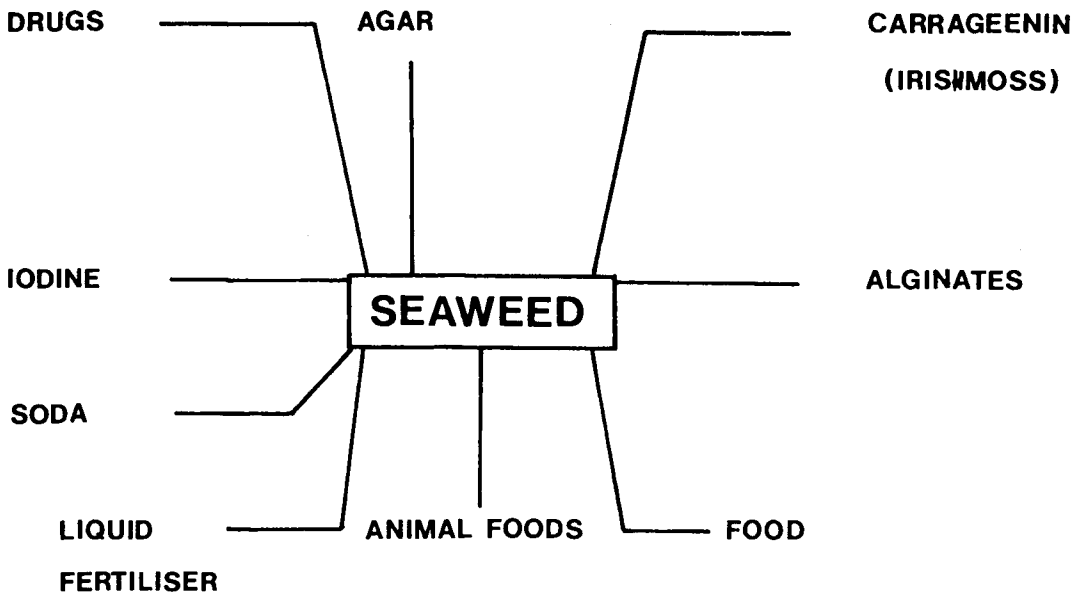 DRUGS
AGAR
CARRAGEENIN
(IRISHMOSS)
IODINE
SEAWEED
ALGINATES
SODA
LIQUID
FERTILISER
ANIMAL FOODS
FOOD